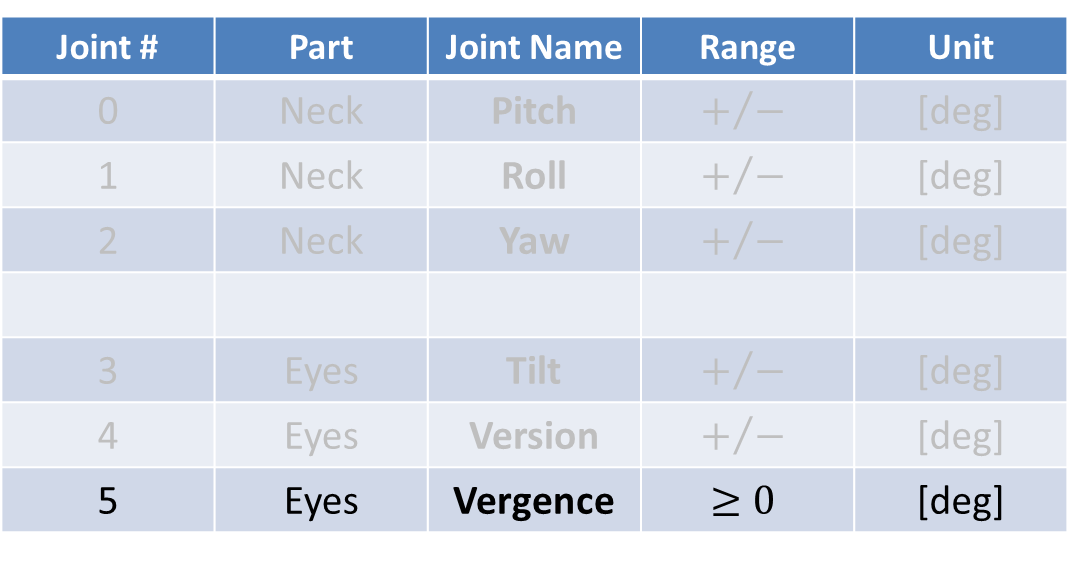 Joint # Part Joint Name Range Unit
0 Neck Pitch +/− [deg]
1 Neck Roll +/− [deg]
2 Neck Yaw +/− [deg]
3 Eyes Tilt +/− [deg]
4 Eyes Version +/− [deg]
5 Eyes Vergence ≥ 0 [deg]